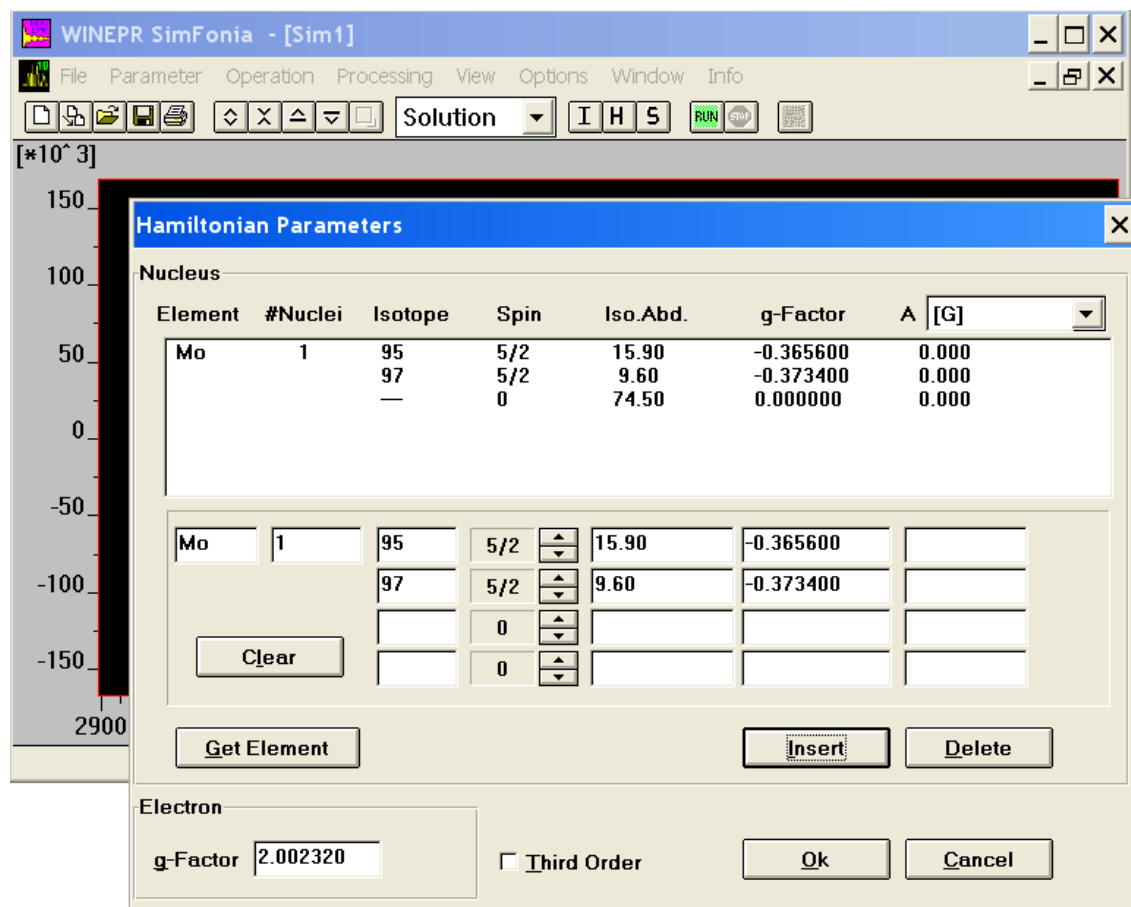 WINEPR SimFonia - [Sim1]
File Parameter Operation Processing View Options Window Info
Solution I H S RUN STOP
[*10^ 3]
150
100
50
0
-50
-100
-150
2900
Hamiltonian Parameters
Nucleus
Element #Nuclei Isotope Spin Iso.Abd. g-Factor A [G]
Mo 1 95 5/2 15.90 -0.365600 0.000
97 5/2 9.60 -0.373400 0.000
— 0 74.50 0.000000 0.000
Mo 1 95 5/2 15.90 -0.365600
97 5/2 9.60 -0.373400
0
Clear 0
Get Element Insert Delete
Electron
g-Factor 2.002320 Third Order Ok Cancel